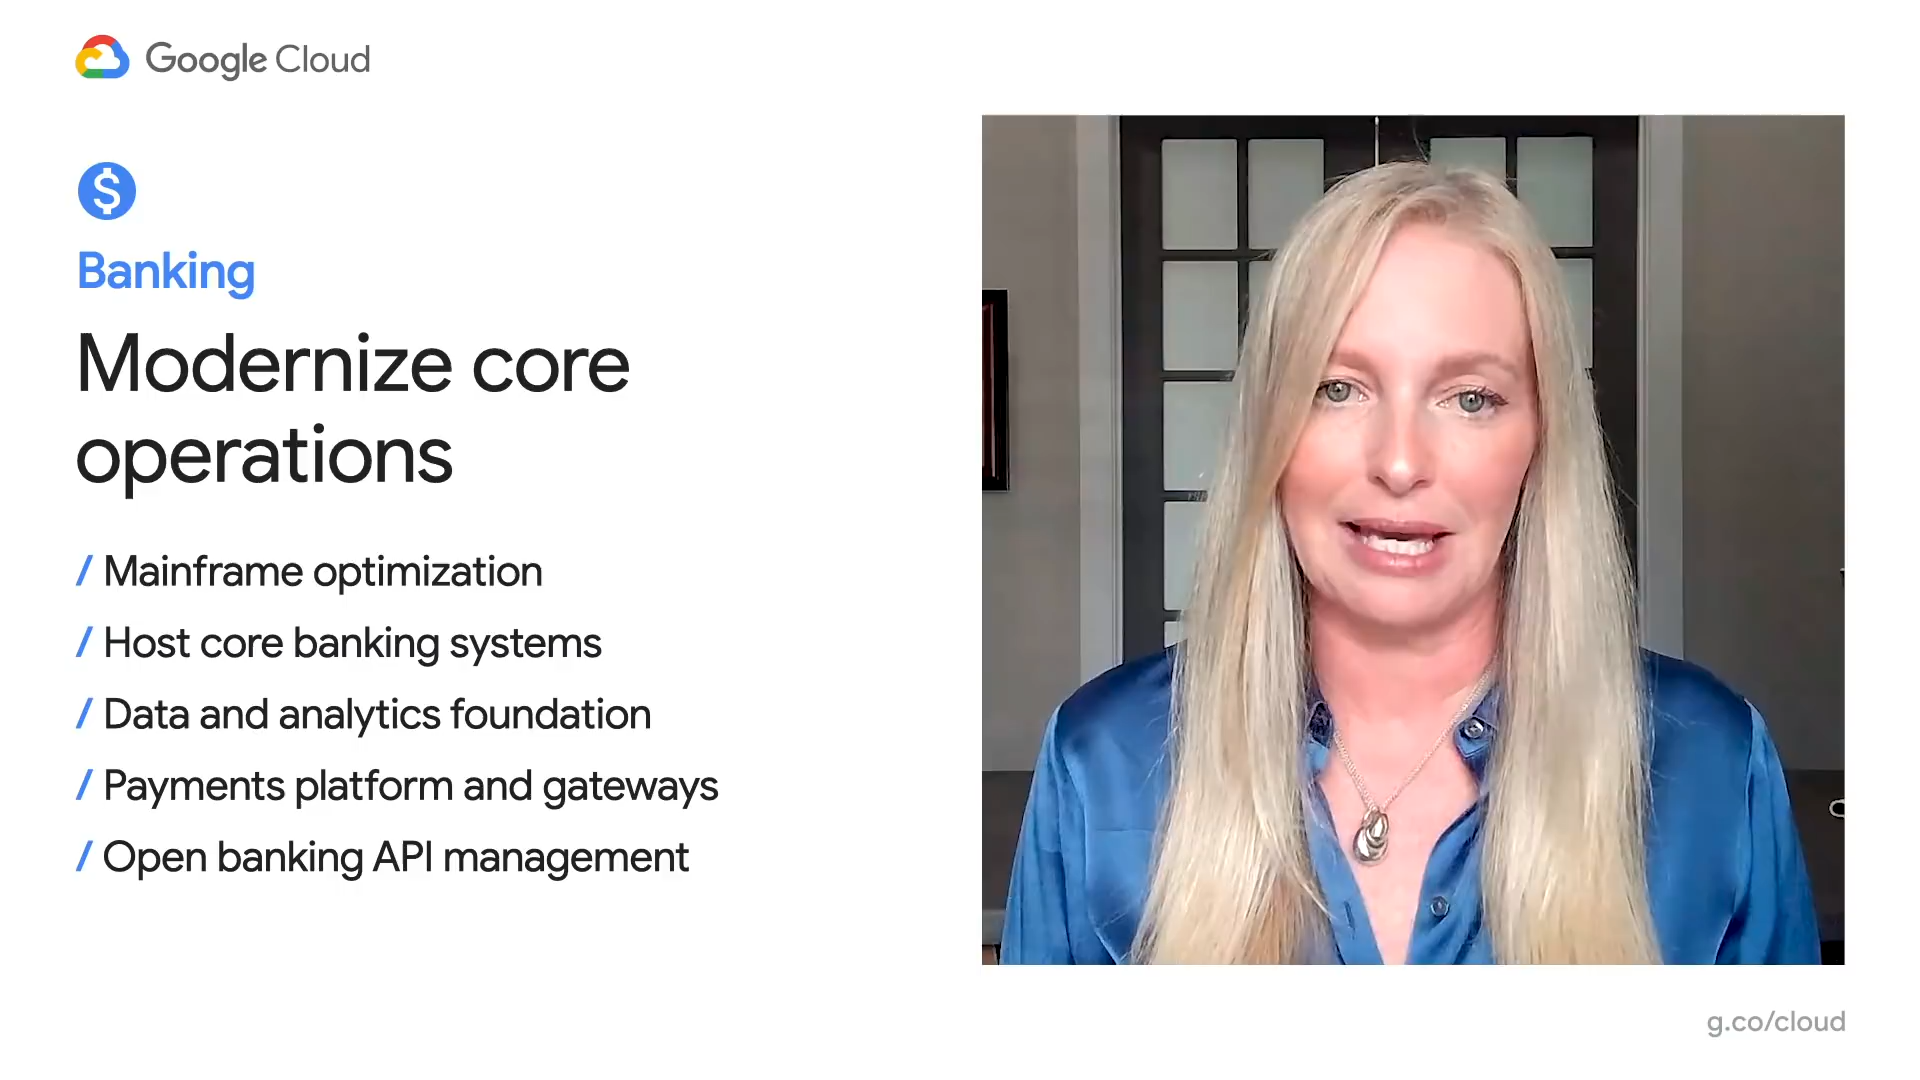 Google Cloud
$
Banking
Modernize core
operations
/ Mainframe optimization
/ Host core banking systems
/ Data and analytics foundation
/ Payments platform and gateways
/ Open banking API management
g.co/cloud